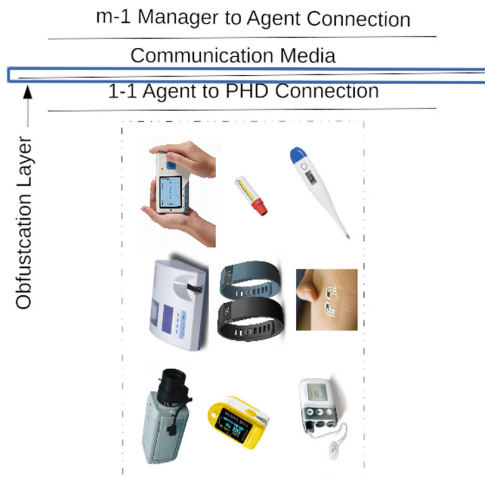 m-1 Manager to Agent Connection
Communication Media
1-1 Agent to PHD Connection
Obfustcation Layer